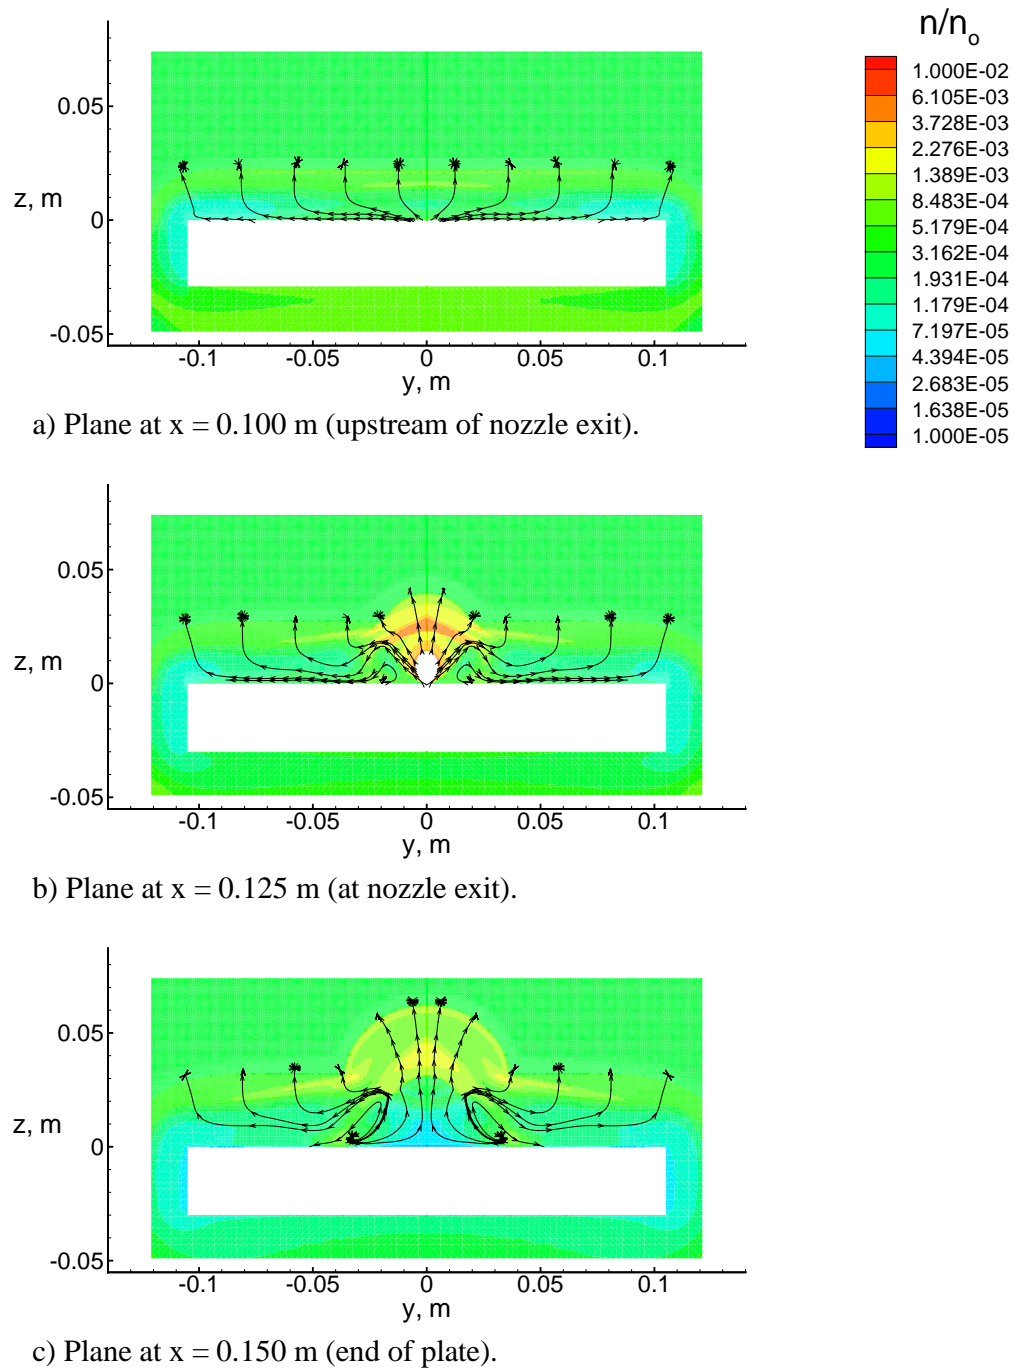 n/n₀
1.000E-02
6.105E-03
3.728E-03
2.276E-03
1.389E-03
8.483E-04
5.179E-04
3.162E-04
1.931E-04
1.179E-04
7.197E-05
4.394E-05
2.683E-05
1.638E-05
1.000E-05
0.05
z, m
0
-0.05
-0.1 -0.05 0 0.05 0.1
y, m
a) Plane at x = 0.100 m (upstream of nozzle exit).
0.05
z, m
0
-0.05
-0.1 -0.05 0 0.05 0.1
y, m
b) Plane at x = 0.125 m (at nozzle exit).
0.05
z, m
0
-0.05
-0.1 -0.05 0 0.05 0.1
y, m
c) Plane at x = 0.150 m (end of plate).